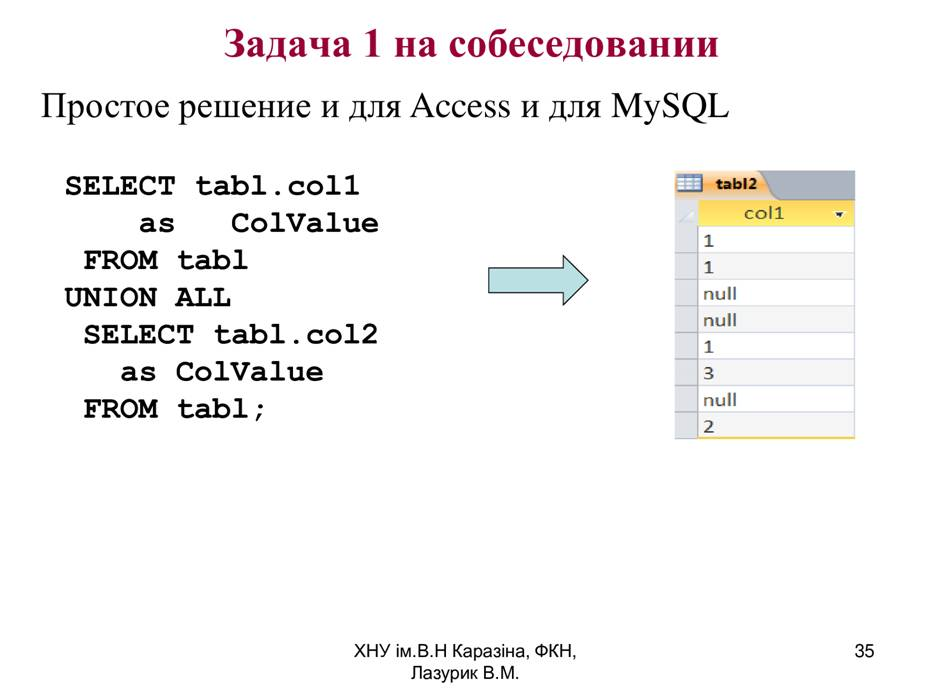 Задача 1 на собеседовании
Простое решение и для Access и для MySQL
SELECT tabl.col1
as ColValue
FROM tabl
UNION ALL
SELECT tabl.col2
as ColValue
FROM tabl;
tabl2
col1
1
1
null
null
1
3
null
2
ХНУ ім.В.Н Каразіна, ФКН,
Лазурик В.М.
35